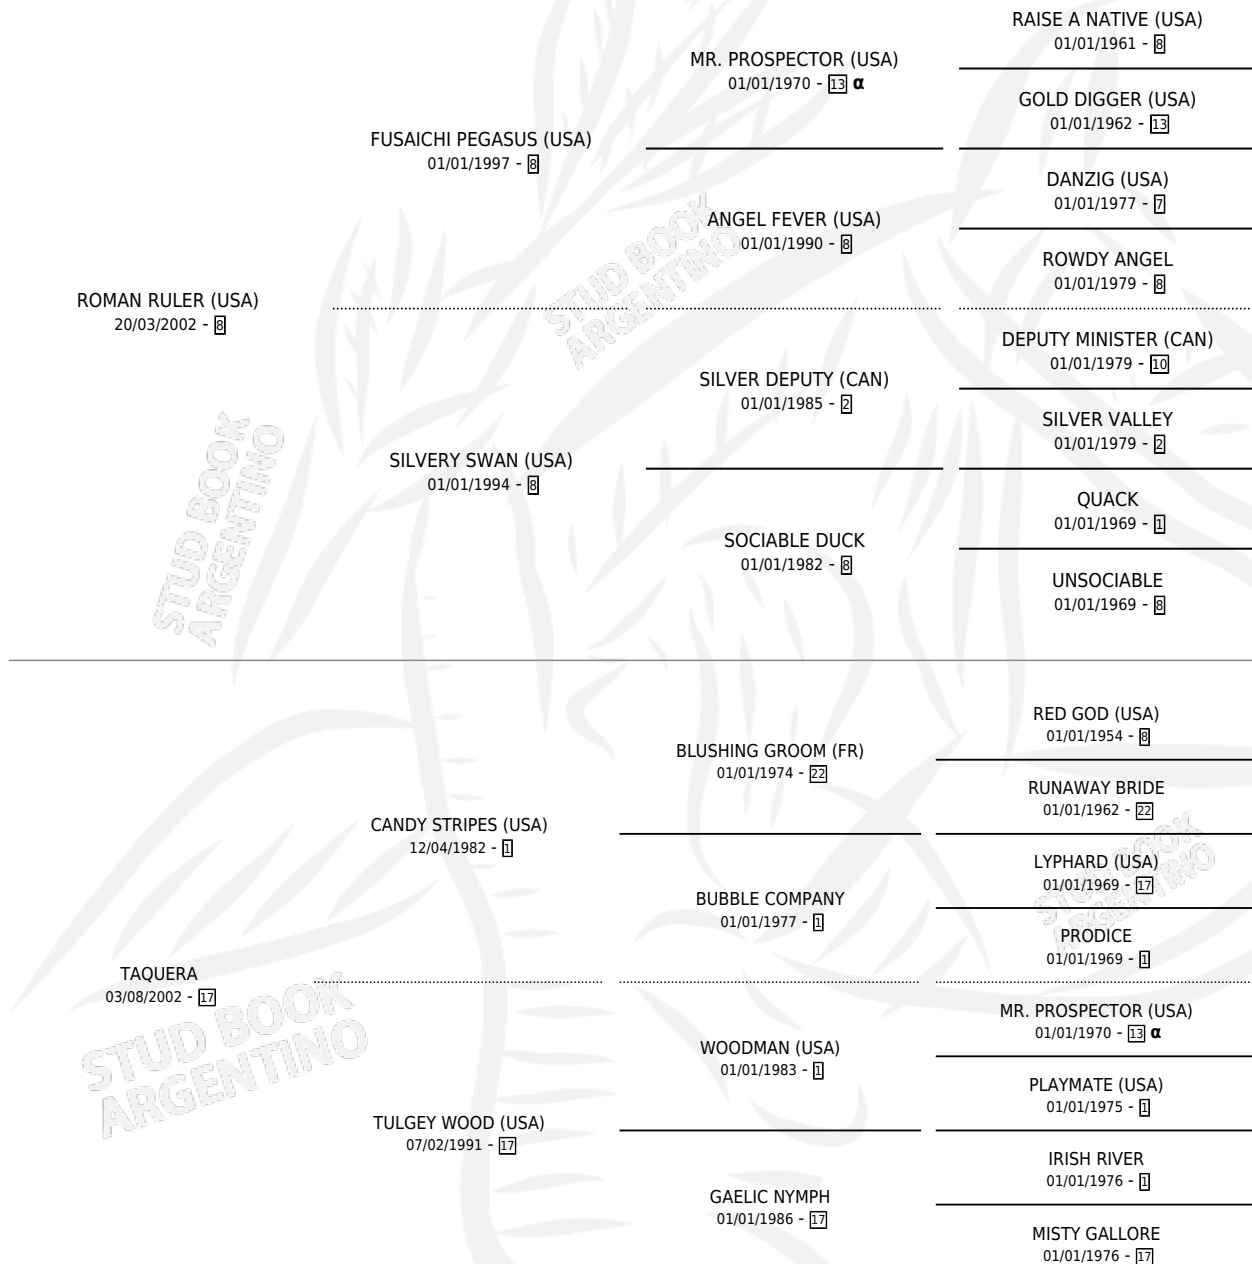 RAISE A NATIVE (USA)
01/01/1961 - 8
MR. PROSPECTOR (USA)
01/01/1970 - 13 α
GOLD DIGGER (USA)
01/01/1962 - 13
FUSAICHI PEGASUS (USA)
01/01/1997 - 8
DANZIG (USA)
01/01/1977 - 7
ANGEL FEVER (USA)
01/01/1990 - 8
ROWDY ANGEL
01/01/1979 - 8
ROMAN RULER (USA)
20/03/2002 - 8
DEPUTY MINISTER (CAN)
01/01/1979 - 10
SILVER DEPUTY (CAN)
01/01/1985 - 2
SILVER VALLEY
01/01/1979 - 2
SILVERY SWAN (USA)
01/01/1994 - 8
QUACK
01/01/1969 - 1
SOCIABLE DUCK
01/01/1982 - 8
UNSOCIABLE
01/01/1969 - 8
RED GOD (USA)
01/01/1954 - 8
BLUSHING GROOM (FR)
01/01/1974 - 22
RUNAWAY BRIDE
01/01/1962 - 22
CANDY STRIPES (USA)
12/04/1982 - 1
LYPHARD (USA)
01/01/1969 - 17
BUBBLE COMPANY
01/01/1977 - 1
PRODICE
01/01/1969 - 1
TAQUERA
03/08/2002 - 17
MR. PROSPECTOR (USA)
01/01/1970 - 13 α
WOODMAN (USA)
01/01/1983 - 1
PLAYMATE (USA)
01/01/1975 - 1
TULGEY WOOD (USA)
07/02/1991 - 17
IRISH RIVER
01/01/1976 - 1
GAELIC NYMPH
01/01/1986 - 17
MISTY GALLORE
01/01/1976 - 17
STUD BOOK
ARGENTINO
STUD BOOK
ARGENTINO
STUD BOOK
ARGENTINO
STUD BOOK
ARGENTINO